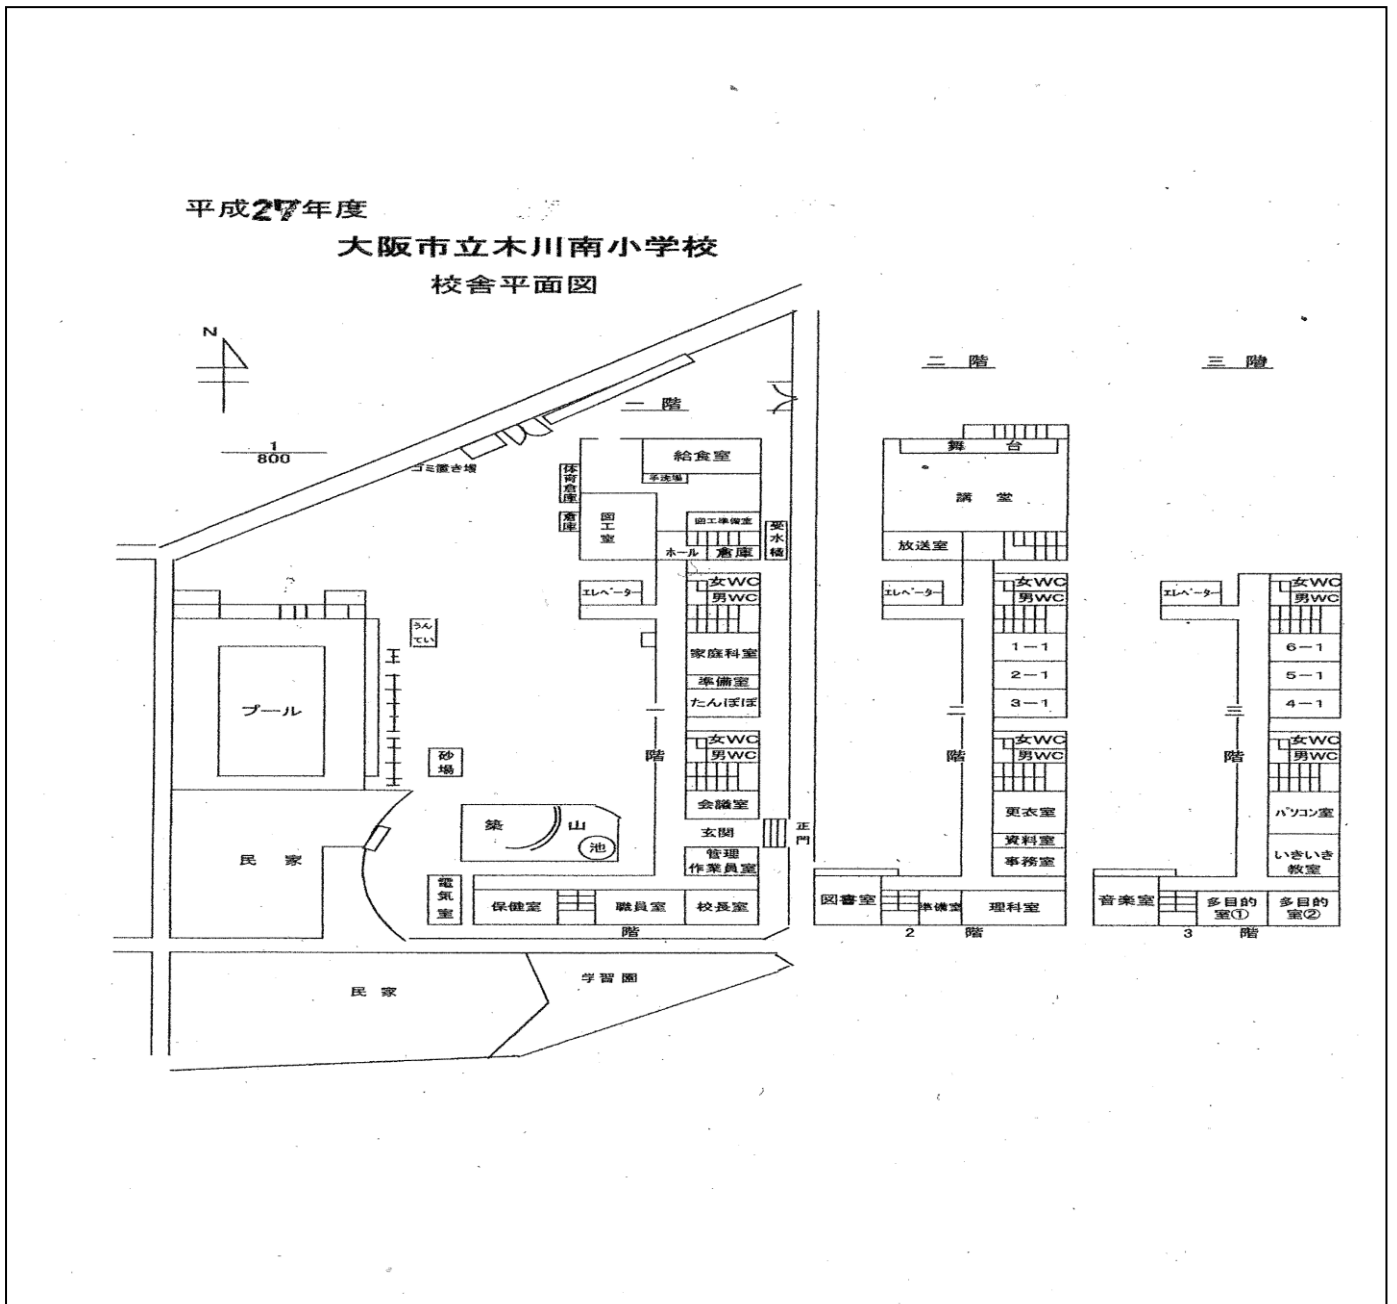 平成27年度
大阪市立木川南小学校
校舎平面図
N
1
800
一 階
二 階
三 階
ゴミ置き場
体育倉庫
倉庫
給食室
手洗場
図工室
図工準備室
ホール
倉庫
受水槽
エレベーター
女WC
男WC
家庭科室
準備室
たんぽぽ
女WC
男WC
会議室
玄関
正門
管理
作業員室
一
階
うん
てい
プール
砂場
築 山
池
民 家
電気室
保健室
職員室
校長室
階
民 家
学習園
舞 台
講 堂
放送室
エレベーター
女WC
男WC
1-1
2-1
3-1
二
階
女WC
男WC
更衣室
資料室
事務室
図書室
準備室
理科室
2 階
エレベーター
女WC
男WC
6-1
5-1
4-1
三
階
女WC
男WC
パソコン室
いきいき
教室
音楽室
多目的
室①
多目的
室②
3 階